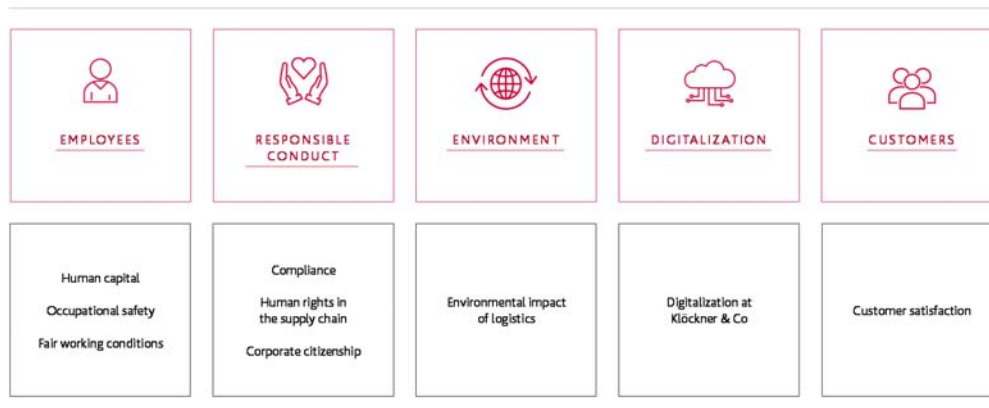 EMPLOYEES
RESPONSIBLE
CONDUCT
ENVIRONMENT
DIGITALIZATION
CUSTOMERS
Human capital
Occupational safety
Fair working conditions
Compliance
Human rights in
the supply chain
Corporate citizenship
Environmental impact
of logistics
Digitalization at
Klöckner & Co
Customer satisfaction